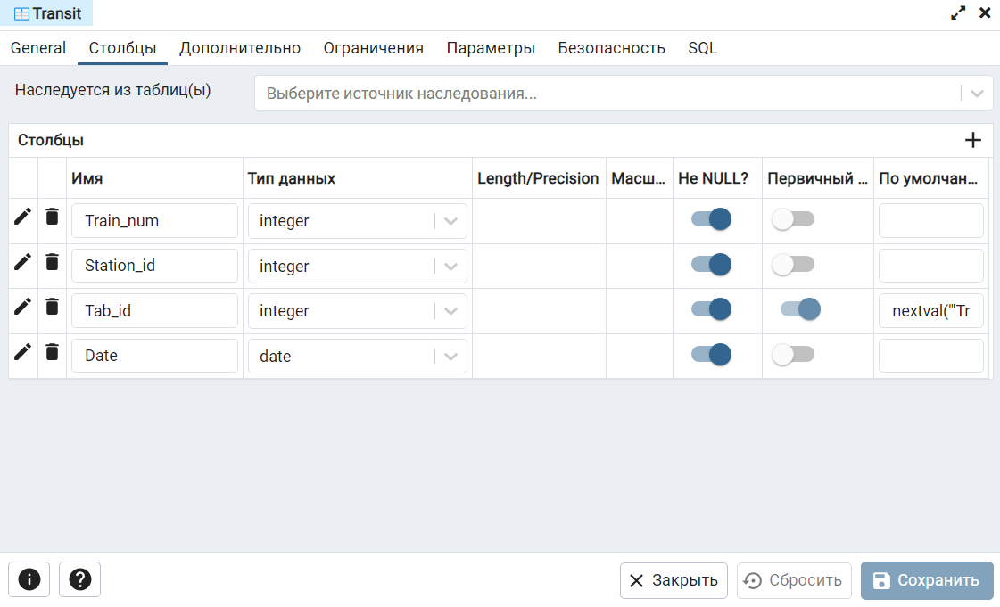 Transit
General Столбцы Дополнительно Ограничения Параметры Безопасность SQL
Наследуется из таблиц(ы) Выберите источник наследования...
Столбцы
Имя Тип данных Length/Precision Масш... Не NULL? Первичный ... По умолчан...
Train_num integer
Station_id integer
Tab_id integer nextval('"Tr
Date date
Закрыть Сбросить Сохранить